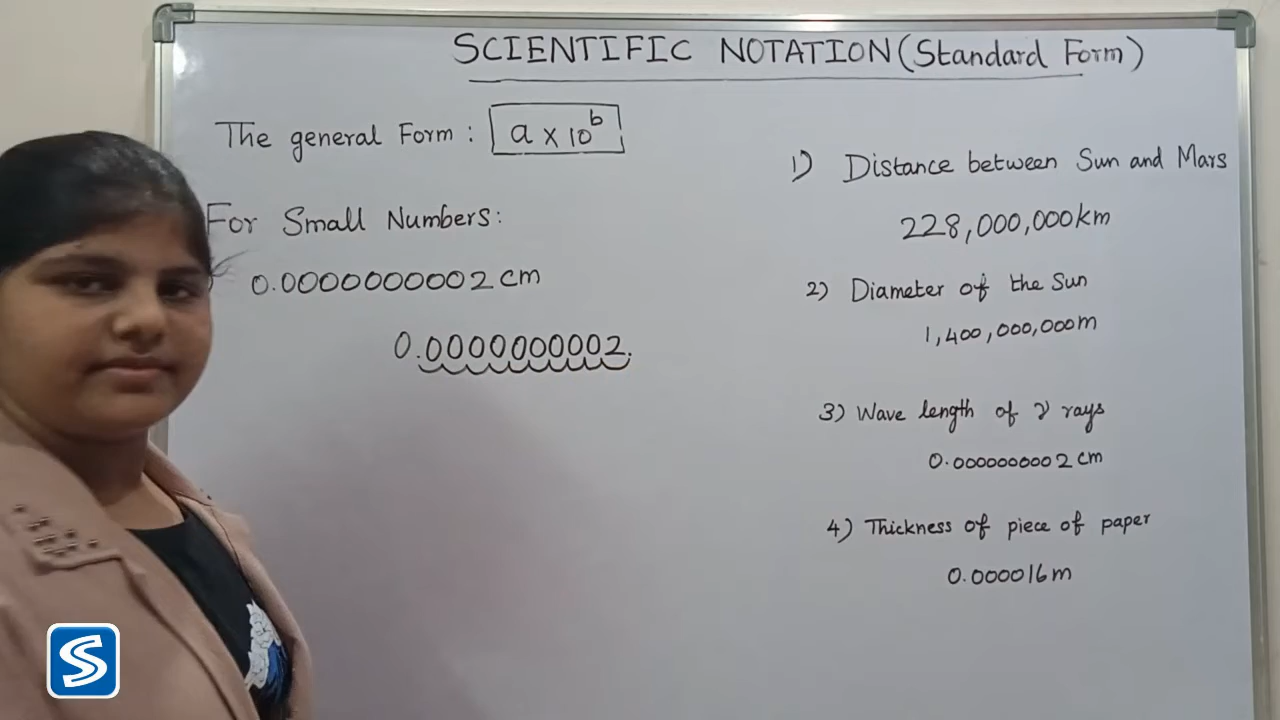 SCIENTIFIC NOTATION (Standard Form)
The general Form : a x 10^b
For Small Numbers:
0.0000000002 cm
0.0000000002.
1) Distance between Sun and Mars
228,000,000km
2) Diameter of the Sun
1,400,000,000m
3) Wave length of γ rays
0.0000000002 cm
4) Thickness of piece of paper
0.000016m
S